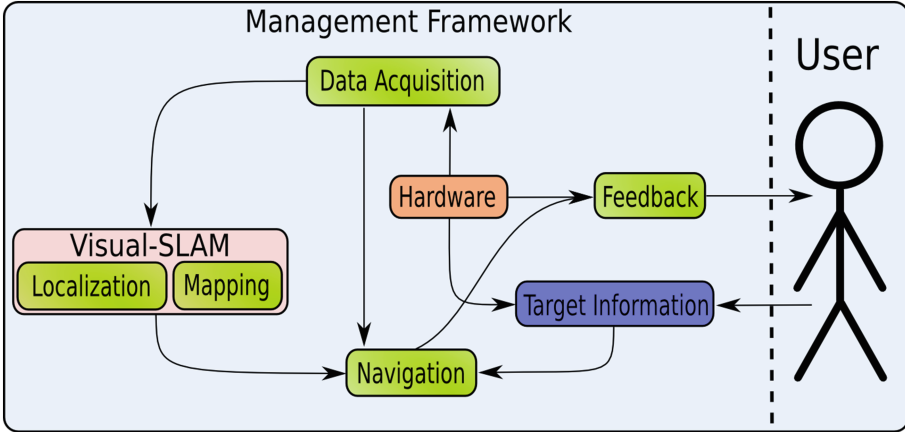 Management Framework
User
Data Acquisition
Hardware
Feedback
Visual-SLAM
Localization
Mapping
Target Information
Navigation